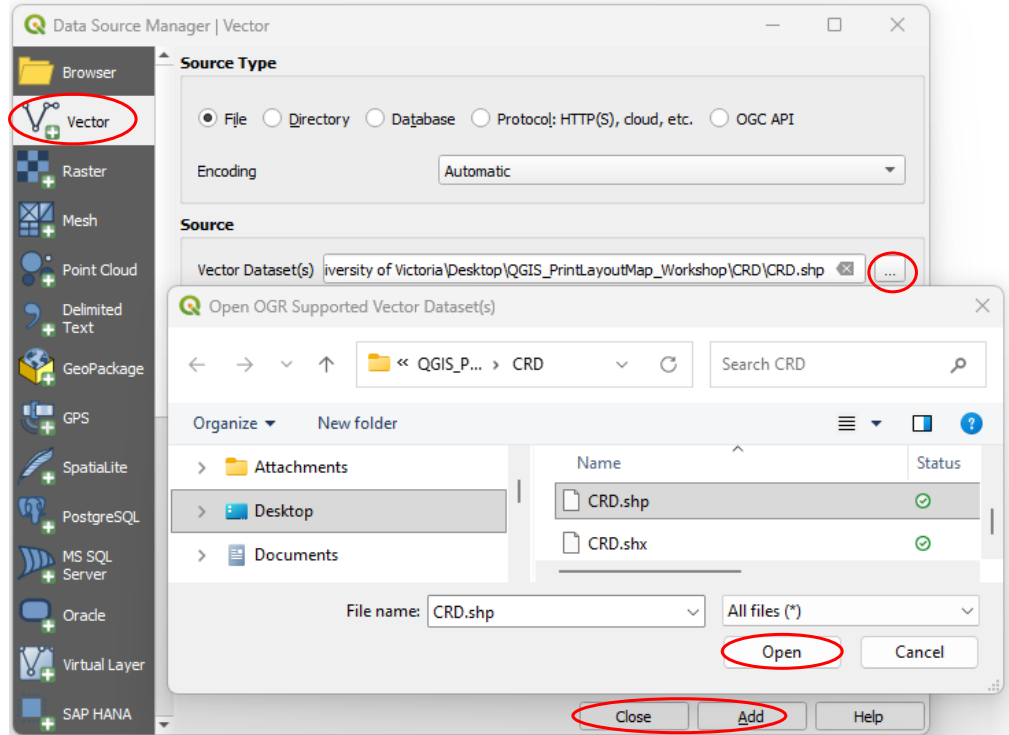 Data Source Manager | Vector
Browser
Vector
Raster
Mesh
Point Cloud
Delimited
Text
GeoPackage
GPS
SpatiaLite
PostgreSQL
MS SQL
Server
Oracle
Virtual Layer
SAP HANA
Source Type
File Directory Database Protocol: HTTP(S), cloud, etc. OGC API
Encoding Automatic
Source
Vector Dataset(s) iversity of Victoria\Desktop\QGIS_PrintLayoutMap_Workshop\CRD\CRD.shp ...
Open OGR Supported Vector Dataset(s)
« QGIS_P... › CRD Search CRD
Organize New folder ?
Attachments
Desktop
Documents
Name Status
CRD.shp
CRD.shx
File name: CRD.shp All files (*)
Open Cancel
Close Add Help